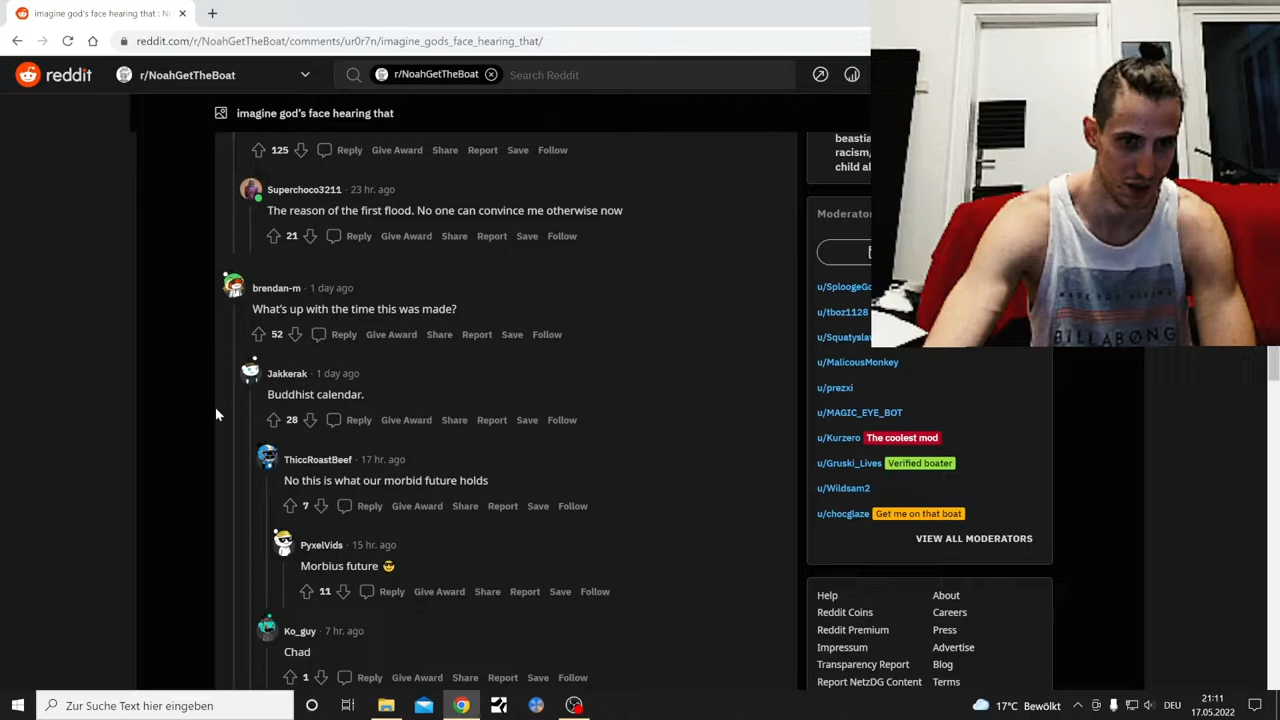 imagine god's face hearing that : N
reddit.com/r/NoahGetTheBoat/comments/
imagine_gods_face_hearing_that/
reddit
r/NoahGetTheBoat
r/NoahGetTheBoat
Search Reddit
imagine god's face hearing that
125
Reply Give Award Share Report Save Follow
Superchoco3211 · 23 hr. ago
The reason of the first flood. No one can convince me otherwise now
21 Reply Give Award Share Report Save Follow
brendan-m · 1 day ago
What's up with the time this was made?
52 Reply Give Award Share Report Save Follow
Jakkerak · 1 day ago
Buddhist calendar.
28 Reply Give Award Share Report Save Follow
ThiccRoastBeef · 17 hr. ago
No this is what our morbid future holds
7 Reply Give Award Share Report Save Follow
PixelVids · 15 hr. ago
Morbius future 😎
11 Reply Give Award Share Report Save Follow
Ko_guy · 7 hr. ago
Chad
1 Reply Give Award Share Report Save Follow
beastia
racism,
child al
Moderator
u/SploogeGo
u/tboz1128
u/Squatyslav
u/MalicousMonkey
u/prezxi
u/MAGIC_EYE_BOT
u/Kurzero The coolest mod
u/Gruski_Lives Verified boater
u/Wildsam2
u/chocglaze Get me on that boat
VIEW ALL MODERATORS
Help About
Reddit Coins Careers
Reddit Premium Press
Impressum Advertise
Transparency Report Blog
Report NetzDG Content Terms
BILLABONG
Zur Suche Text hier eingeben
17°C Bewölkt
DEU
21:11
17.05.2022